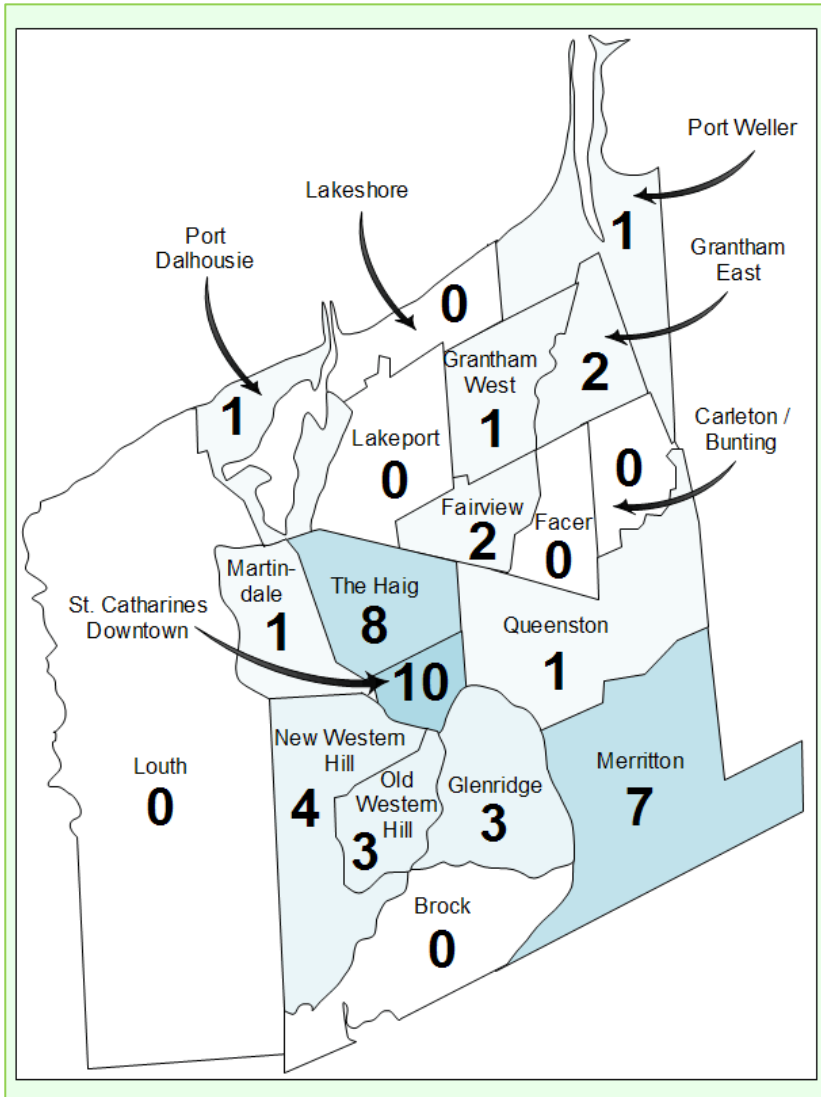 Port Weller
Lakeshore
1
Port
Dalhousie
Grantham
East
0
Grantham
West
2
1
1
Carleton /
Bunting
Lakeport
0
0
Fairview
2
Facer
0
Martin-
dale
1
The Haig
8
St. Catharines
Downtown
Queenston
1
10
New Western
Hill
4
Louth
0
Old
Western
Hill
3
Glenridge
3
Merritton
7
Brock
0